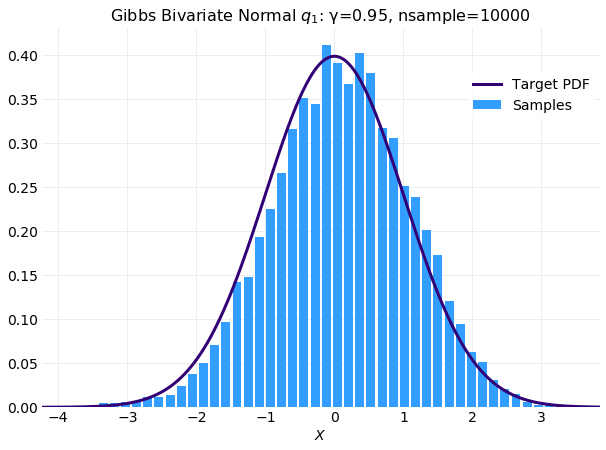 Gibbs Bivariate Normal q₁: γ=0.95, nsample=10000
Target PDF
Samples
0.40
0.35
0.30
0.25
0.20
0.15
0.10
0.05
0.00
−4 −3 −2 −1 0 1 2 3
X